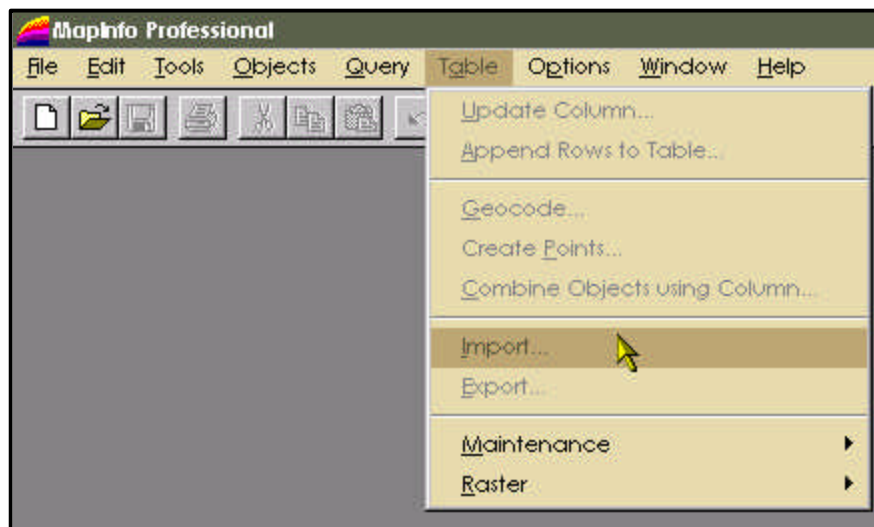 MapInfo Professional
File Edit Tools Objects Query Table Options Window Help
Update Column...
Append Rows to Table...
Geocode...
Create Points...
Combine Objects using Column...
Import...
Export...
Maintenance
Raster